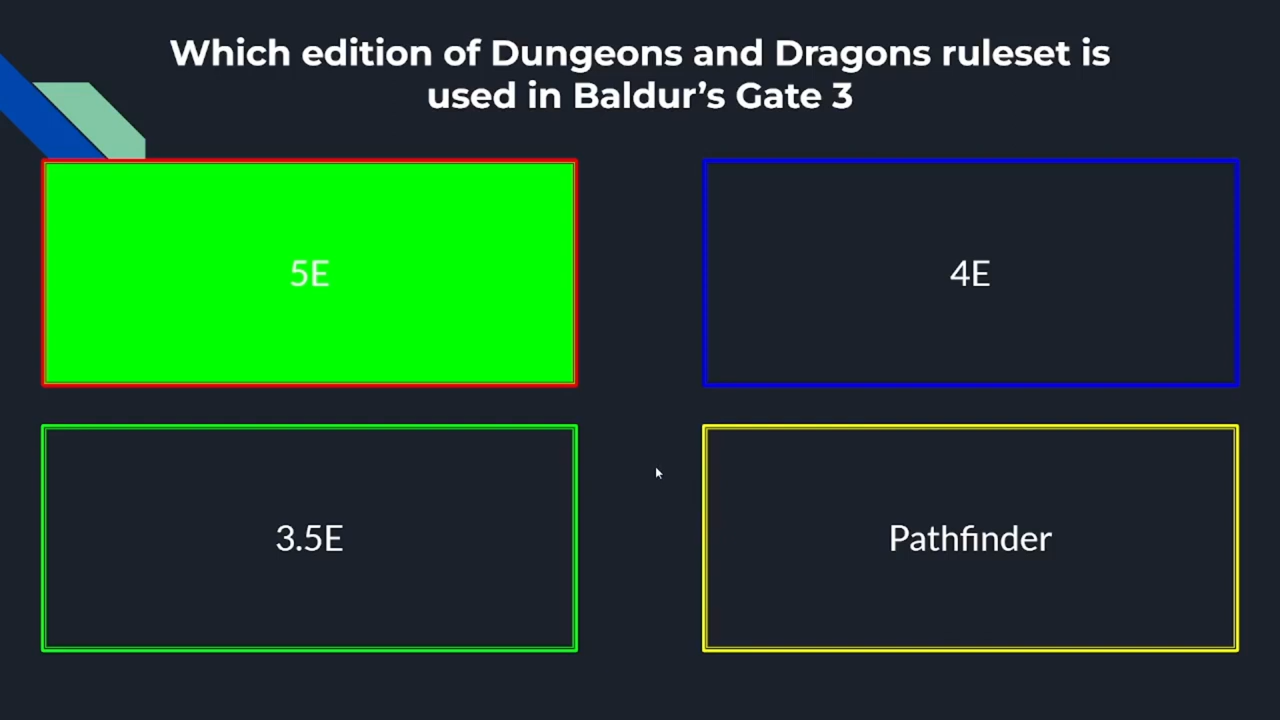 Which edition of Dungeons and Dragons ruleset is
used in Baldur’s Gate 3
5E
4E
3.5E
Pathfinder